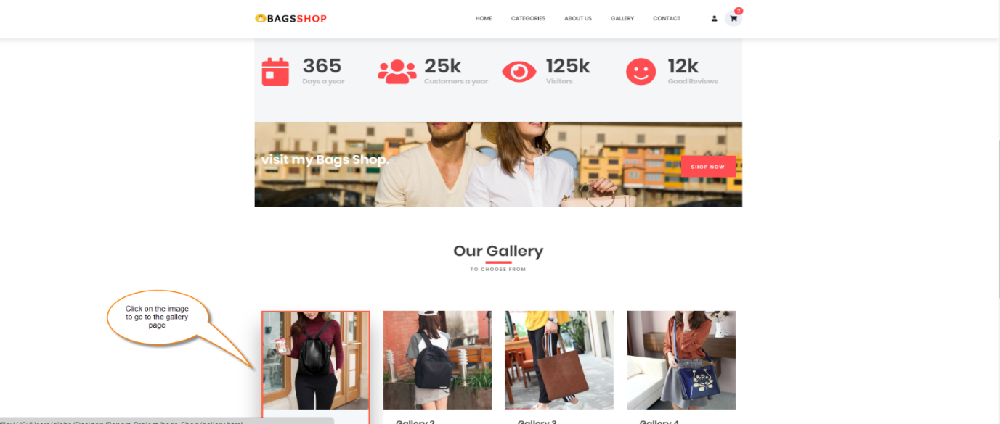 BAGSSHOP
HOME CATEGORIES ABOUT US GALLERY CONTACT
2
365
Days a year
25k
Customers a year
125k
Visitors
12k
Good Reviews
visit my Bags Shop.
SHOP NOW
Our Gallery
TO CHOOSE FROM
Click on the image
to go to the gallery
page
Gallery 2
Gallery 3
Gallery 4